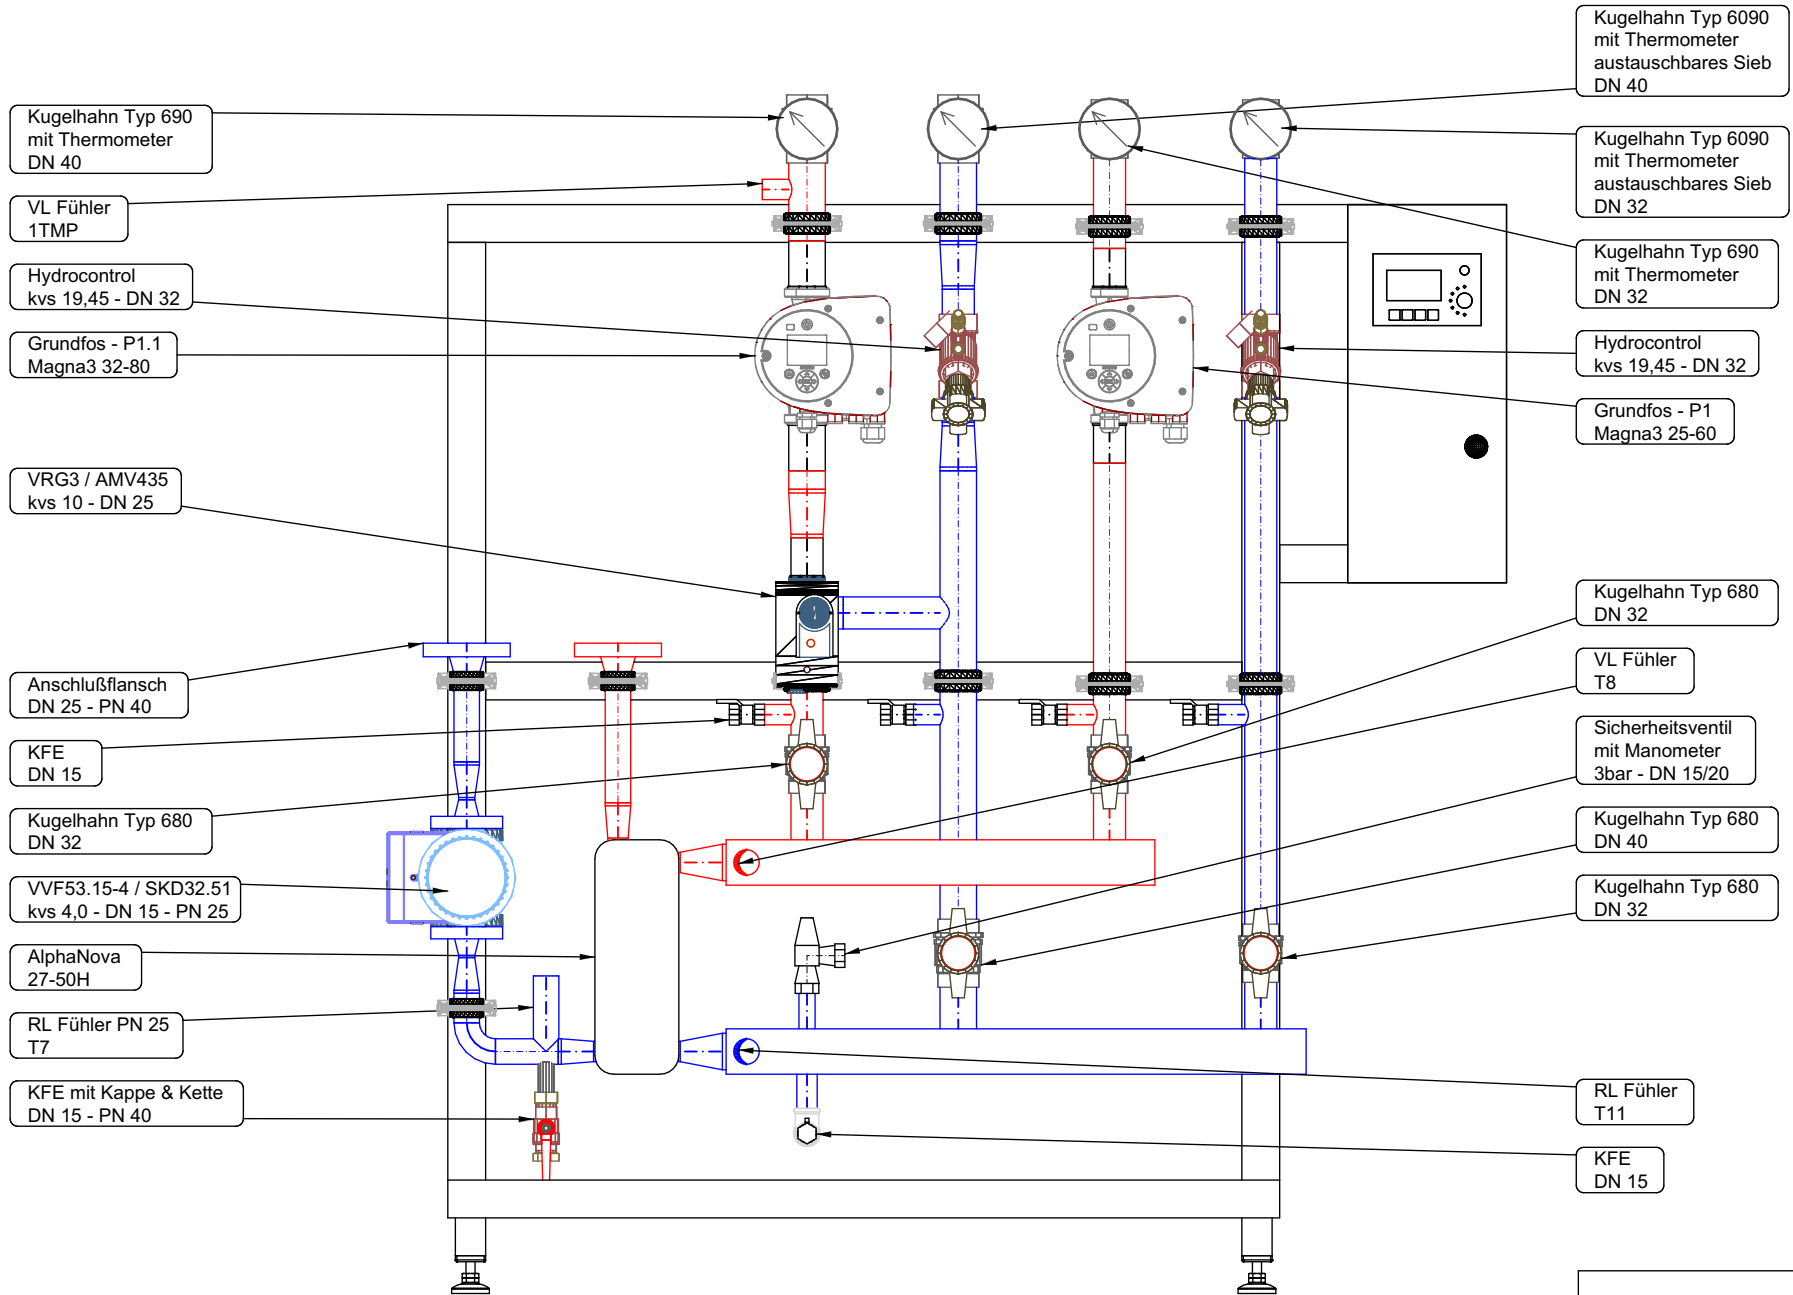 Kugelhahn Typ 690
mit Thermometer
DN 40
VL Fühler
1TMP
Hydrocontrol
kvs 19,45 - DN 32
Grundfos - P1.1
Magna3 32-80
VRG3 / AMV435
kvs 10 - DN 25
Anschlußflansch
DN 25 - PN 40
KFE
DN 15
Kugelhahn Typ 680
DN 32
VVF53.15-4 / SKD32.51
kvs 4,0 - DN 15 - PN 25
AlphaNova
27-50H
RL Fühler PN 25
T7
KFE mit Kappe & Kette
DN 15 - PN 40
Kugelhahn Typ 6090
mit Thermometer
austauschbares Sieb
DN 40
Kugelhahn Typ 6090
mit Thermometer
austauschbares Sieb
DN 32
Kugelhahn Typ 690
mit Thermometer
DN 32
Hydrocontrol
kvs 19,45 - DN 32
Grundfos - P1
Magna3 25-60
Kugelhahn Typ 680
DN 32
VL Fühler
T8
Sicherheitsventil
mit Manometer
3bar - DN 15/20
Kugelhahn Typ 680
DN 40
Kugelhahn Typ 680
DN 32
RL Fühler
T11
KFE
DN 15